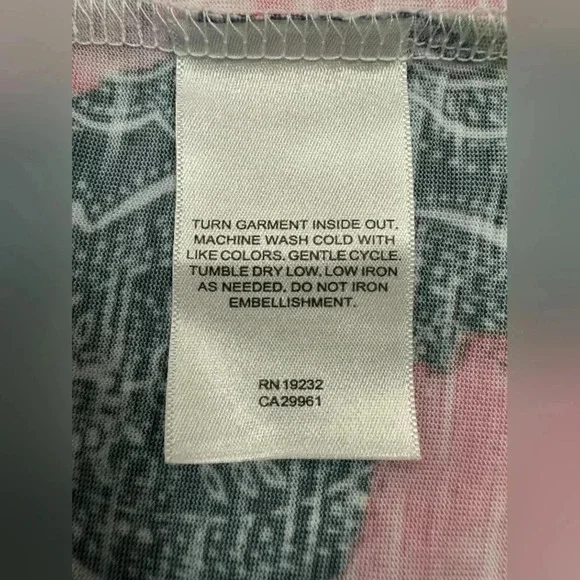 TURN GARMENT INSIDE OUT.
MACHINE WASH COLD WITH
LIKE COLORS. GENTLE CYCLE.
TUMBLE DRY LOW. LOW IRON
AS NEEDED. DO NOT IRON
EMBELLISHMENT.
RN 19232
CA29961